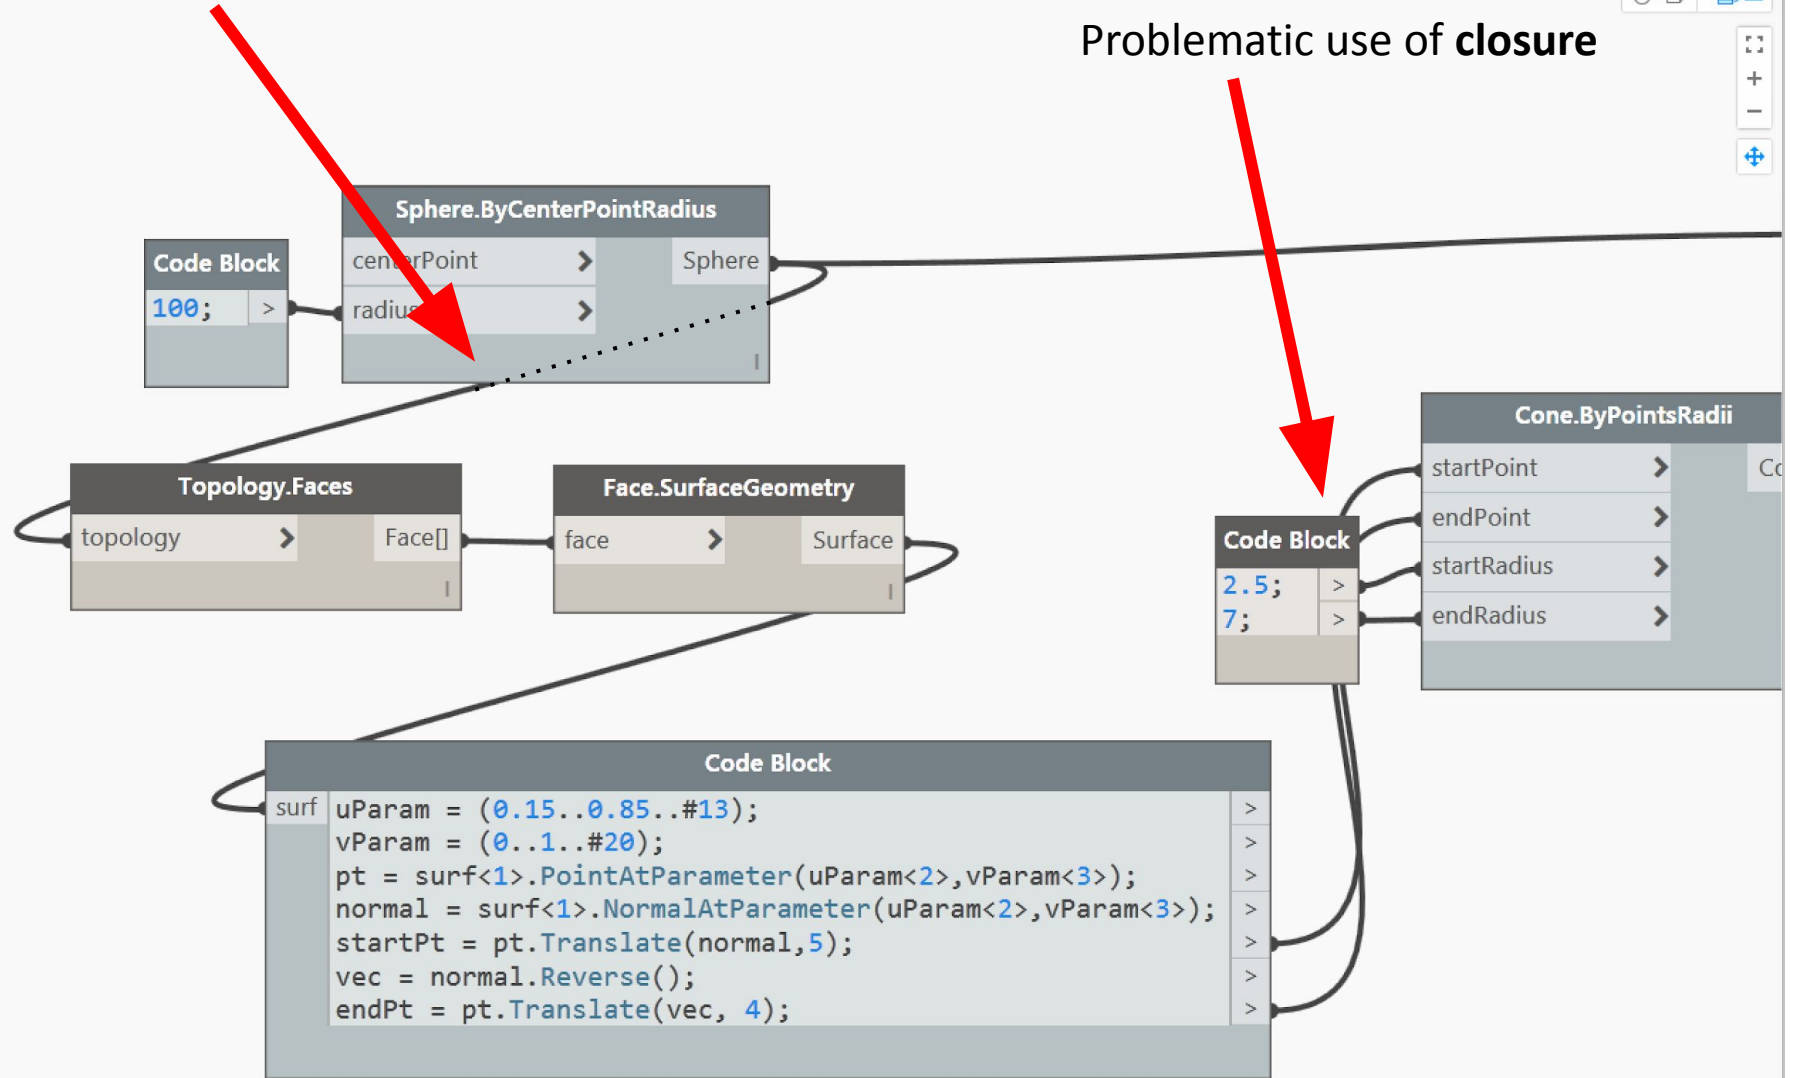 Problematic use of closure
Sphere.ByCenterPointRadius
Code Block
centerPoint
Sphere
100;
>
radius
Cone.ByPointsRadii
startPoint
endPoint
startRadius
endRadius
Topology.Faces
topology
Face[]
Face.SurfaceGeometry
face
Surface
Code Block
2.5;
>
7;
>
Code Block
surf
uParam = (0.15..0.85..#13);
>
vParam = (0..1..#20);
>
pt = surf<1>.PointAtParameter(uParam<2>,vParam<3>);
>
normal = surf<1>.NormalAtParameter(uParam<2>,vParam<3>);
>
startPt = pt.Translate(normal,5);
>
vec = normal.Reverse();
>
endPt = pt.Translate(vec, 4);
>